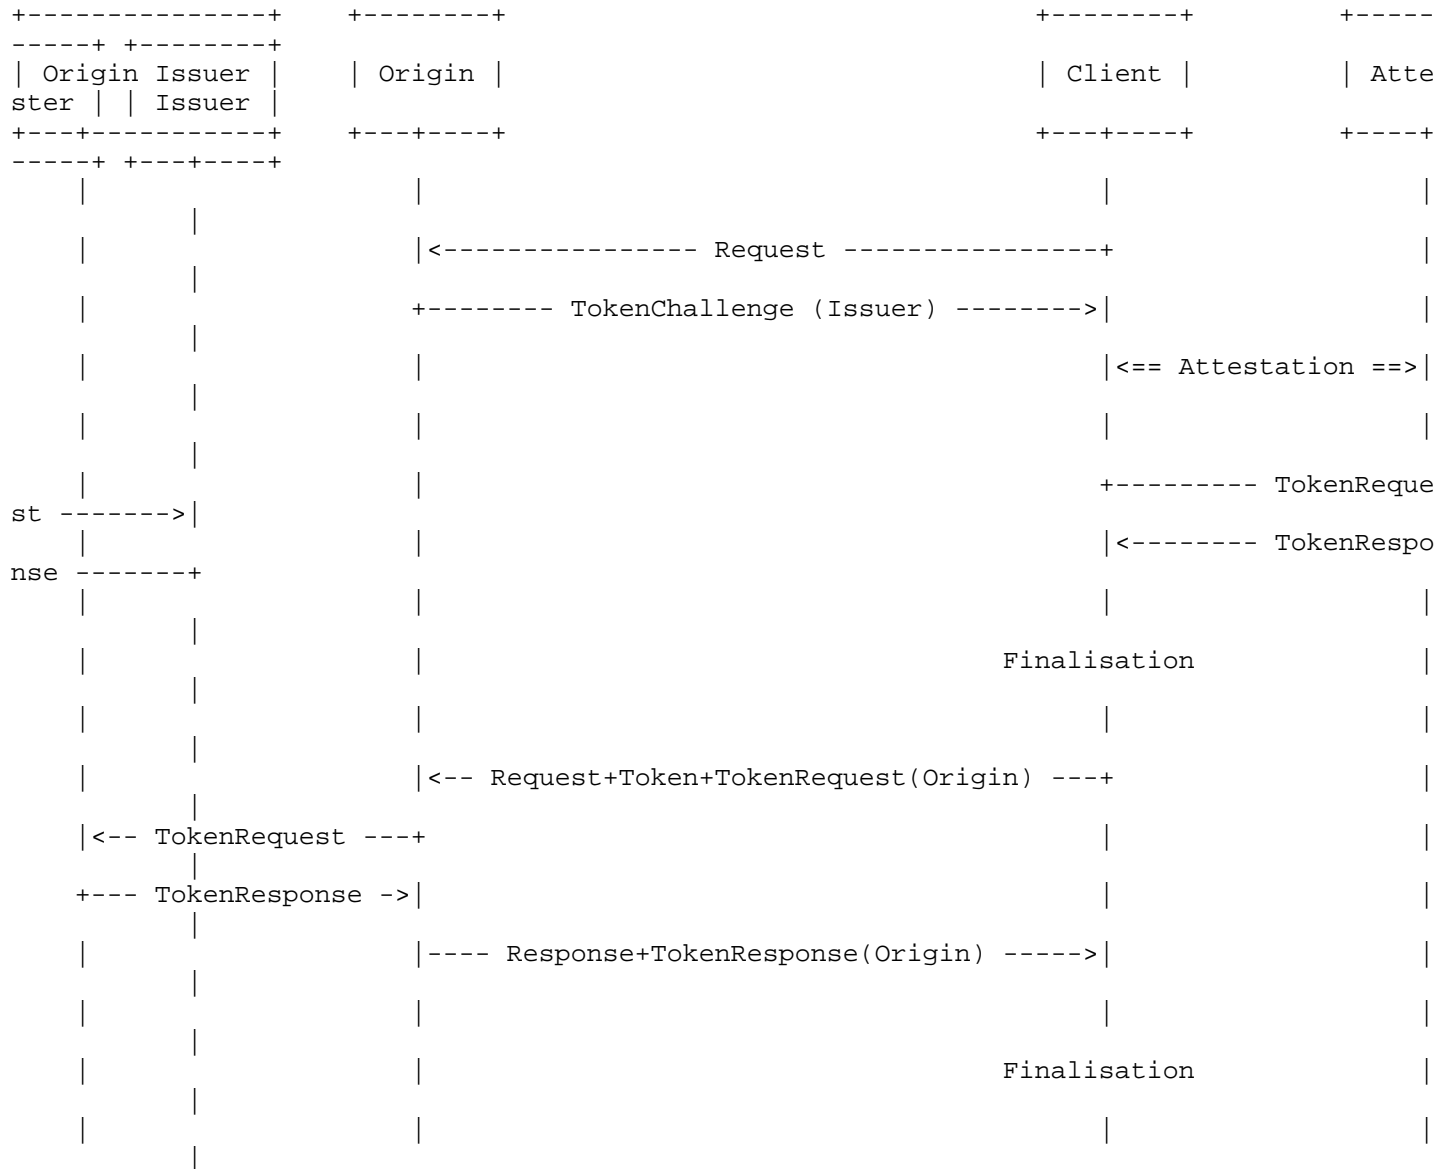 +---------------+    +--------+                                +--------+         +-----
-----+ +--------+
| Origin Issuer |    | Origin |                                | Client |         | Atte
ster | | Issuer |
+---+-----------+    +---+----+                                +---+----+         +----+
-----+ +---+----+
    |                    |                                         |                   |
           |
    |                    |<--------------- Request ---------------+                   |
           |
    |                    +-------- TokenChallenge (Issuer) -------->|                   |
           |
    |                    |                                         |<== Attestation ==>|
           |
    |                    |                                         |                   |
           |
    |                    |                                         +--------- TokenReque
st ------->|
    |                    |                                         |<-------- TokenRespo
nse -------+
    |                    |                                         |                   |
           |
    |                    |                                   Finalisation              |
           |
    |                    |                                         |                   |
           |
    |                    |<-- Request+Token+TokenRequest(Origin) ---+                   |
           |
    |<-- TokenRequest ---+                                         |                   |
           |
    +--- TokenResponse ->|                                         |                   |
           |
    |                    |---- Response+TokenResponse(Origin) ----->|                   |
           |
    |                    |                                         |                   |
           |
    |                    |                                   Finalisation              |
           |
    |                    |                                         |                   |
           |